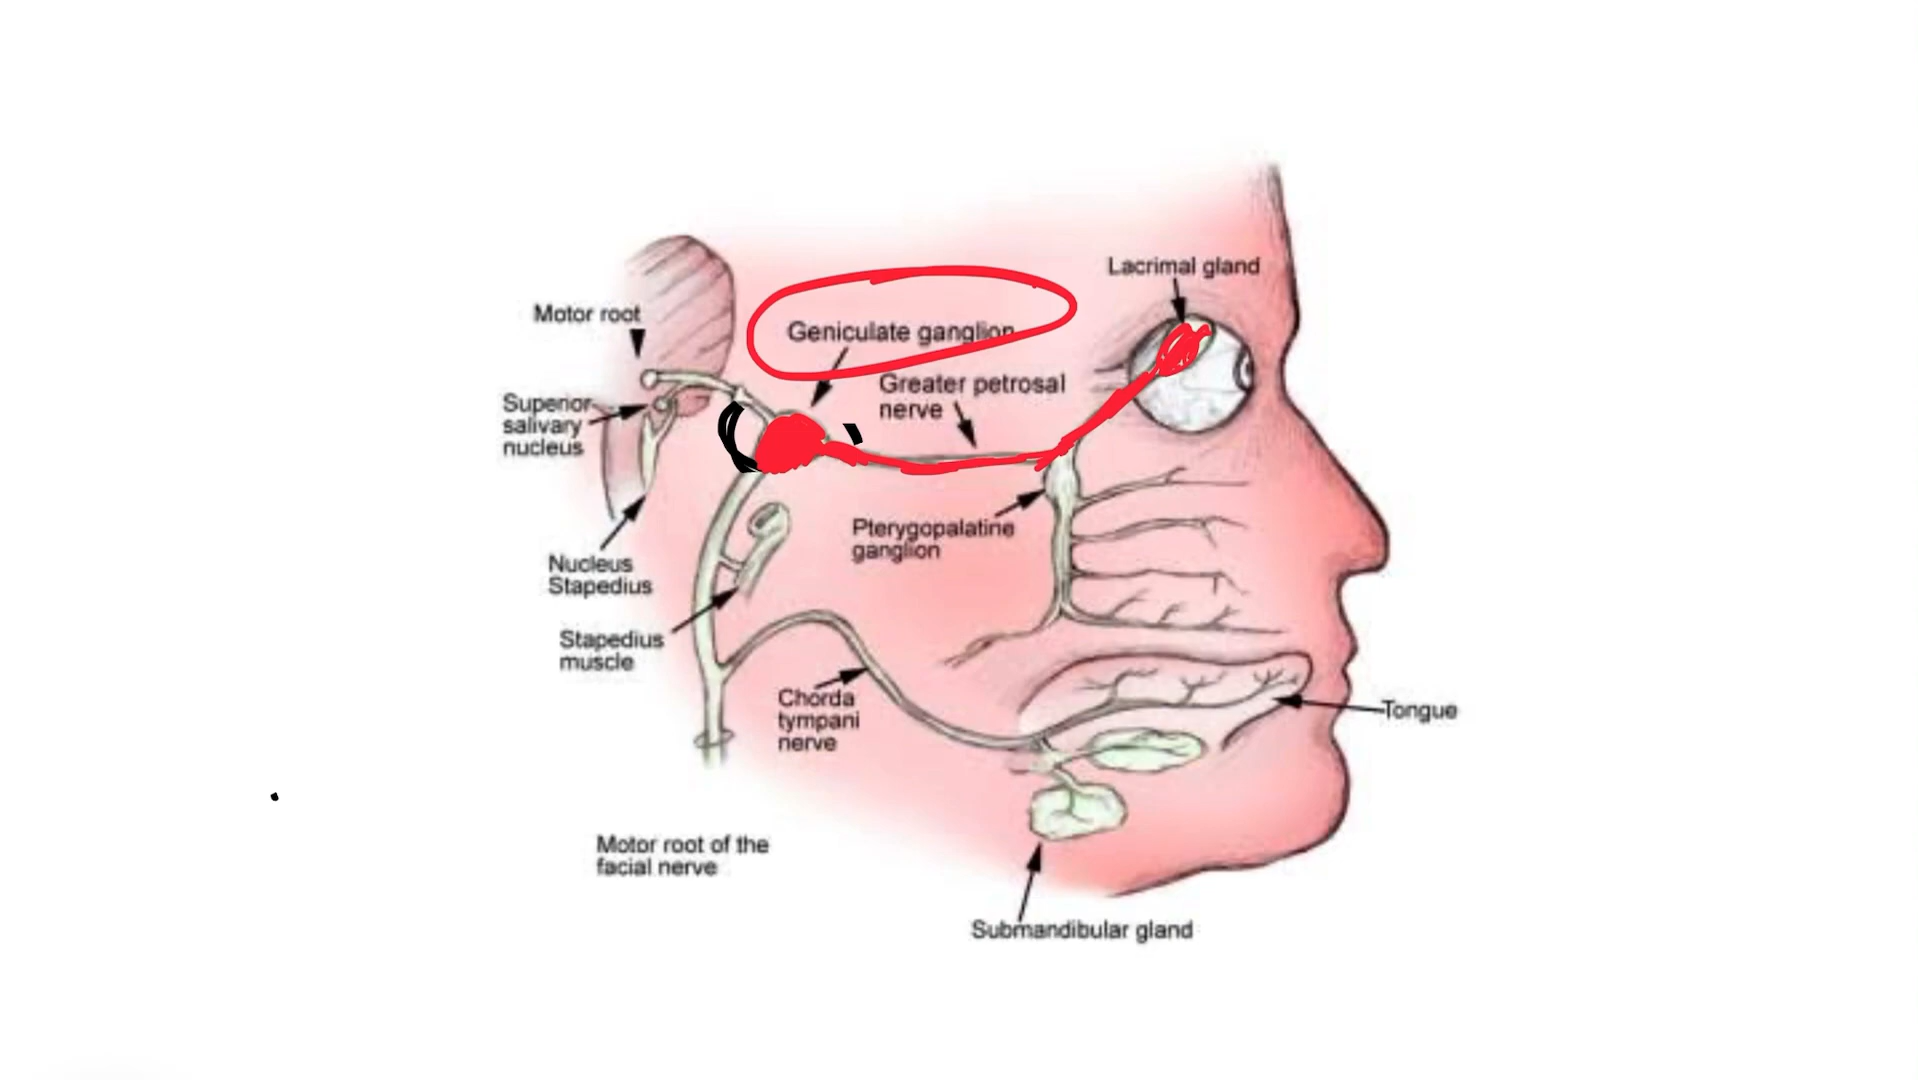 Lacrimal gland
Motor root
Geniculate ganglion
Greater petrosal
nerve
Superior
salivary
nucleus
Pterygopalatine
ganglion
Nucleus
Stapedius
Stapedius
muscle
Chorda
tympani
nerve
Tongue
Motor root of the
facial nerve
Submandibular gland